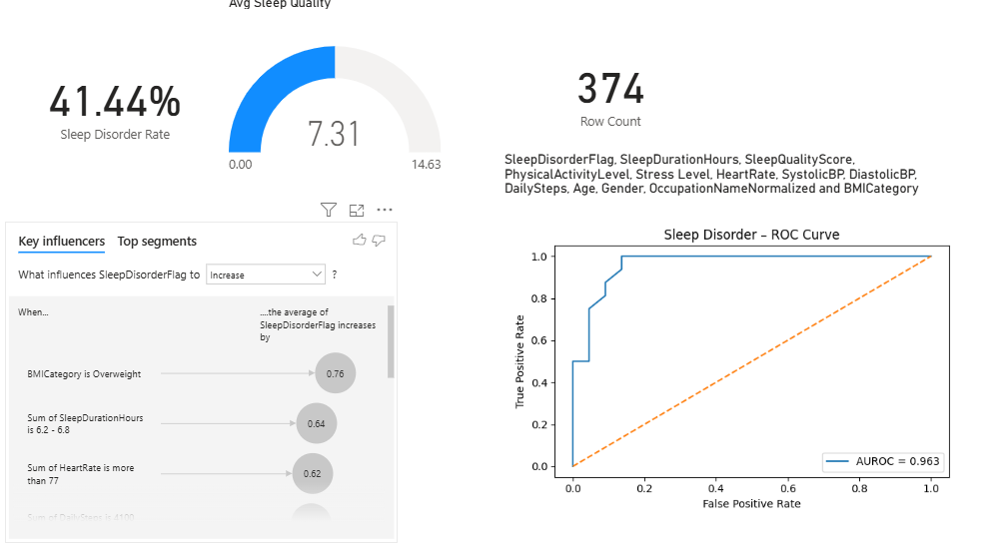 Avg Sleep Quality
41.44%
Sleep Disorder Rate
7.31
0.00
14.63
374
Row Count
SleepDisorderFlag, SleepDurationHours, SleepQualityScore,
PhysicalActivityLevel, Stress Level, HeartRate, SystolicBP, DiastolicBP,
DailySteps, Age, Gender, OccupationNameNormalized and BMICategory
Key influencers Top segments
What influences SleepDisorderFlag to Increase ?
When...
....the average of
SleepDisorderFlag increases
by
BMICategory is Overweight
0.76
Sum of SleepDurationHours
is 6.2 - 6.8
0.64
Sum of HeartRate is more
than 77
0.62
Sum of DailySteps is 4100
Sleep Disorder – ROC Curve
True Positive Rate
1.0
0.8
0.6
0.4
0.2
0.0
0.0 0.2 0.4 0.6 0.8 1.0
False Positive Rate
AUROC = 0.963